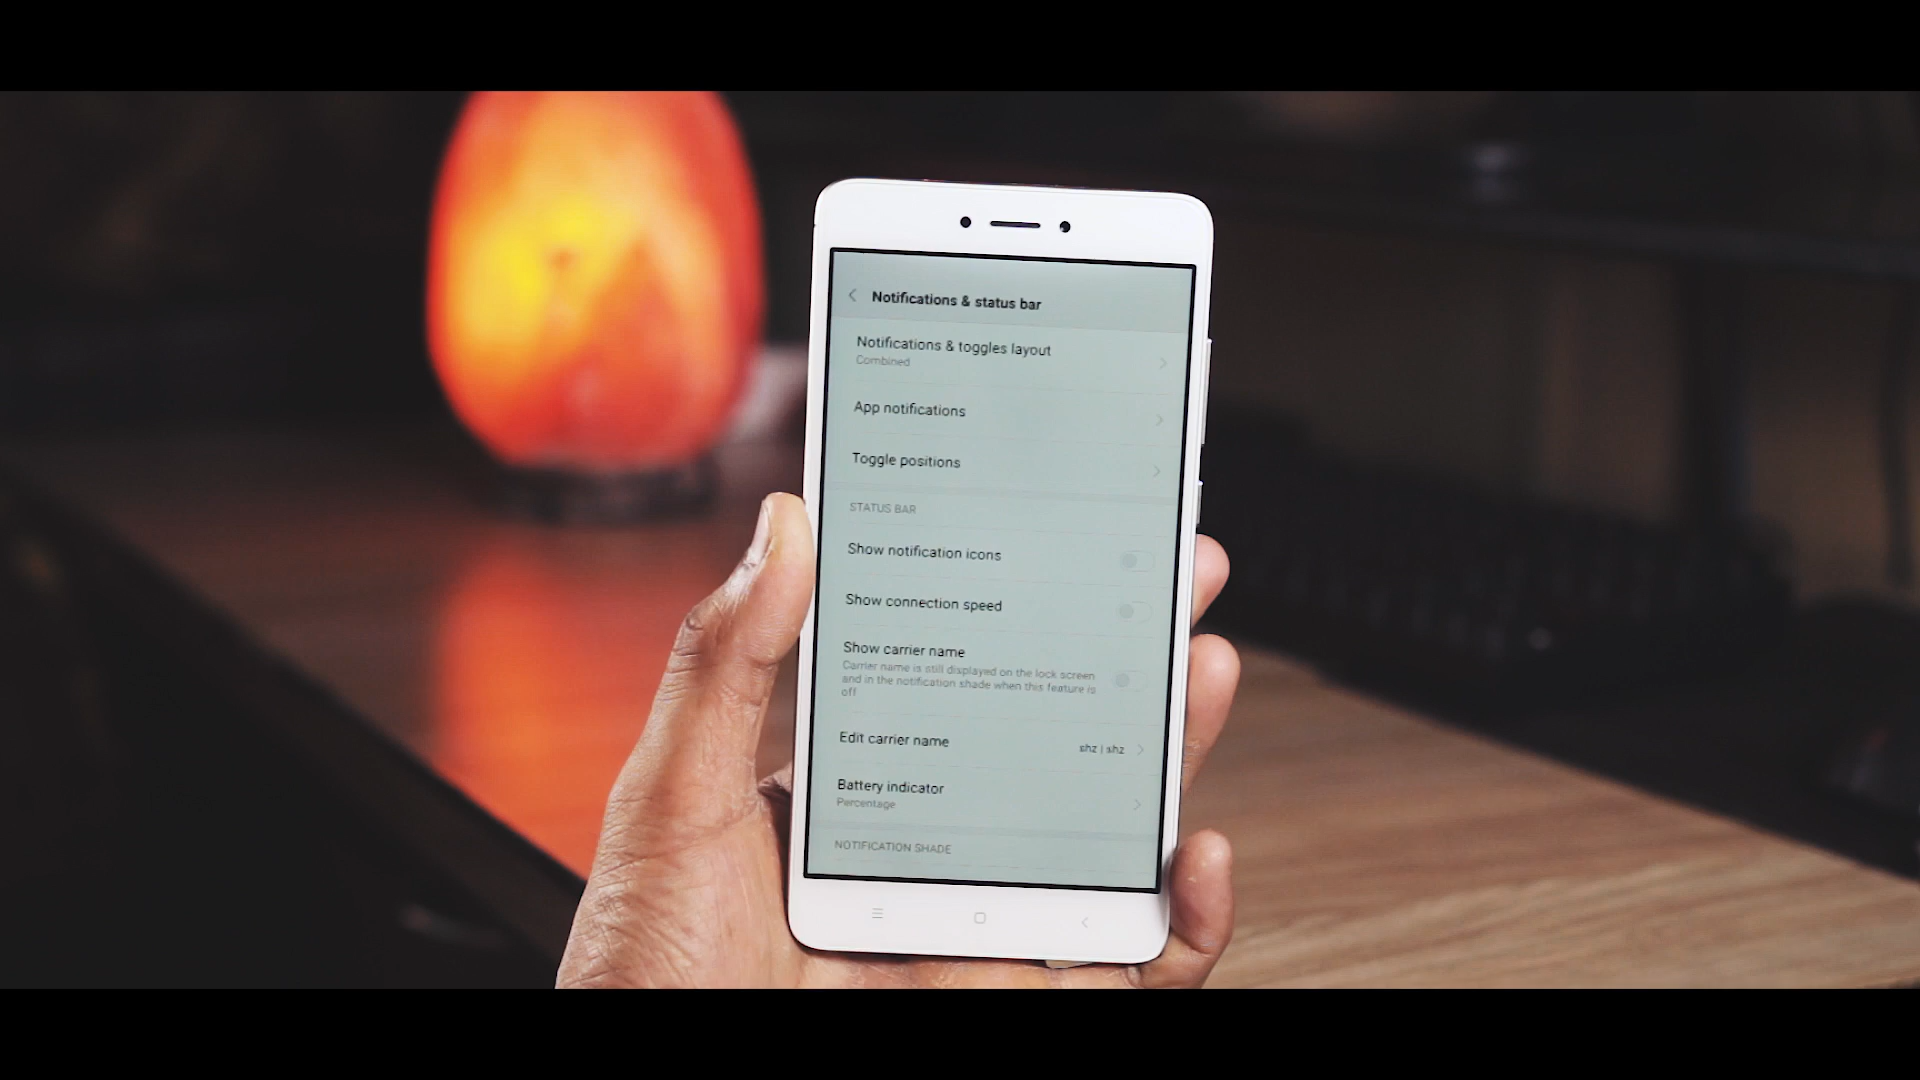 Notifications & status bar
Notifications & toggles layout
Combined
App notifications
Toggle positions
STATUS BAR
Show notification icons
Show connection speed
Show carrier name
Carrier name is still displayed on the lock screen
and in the notification shade when this feature is
off
Edit carrier name shz | shz
Battery indicator
Percentage
NOTIFICATION SHADE